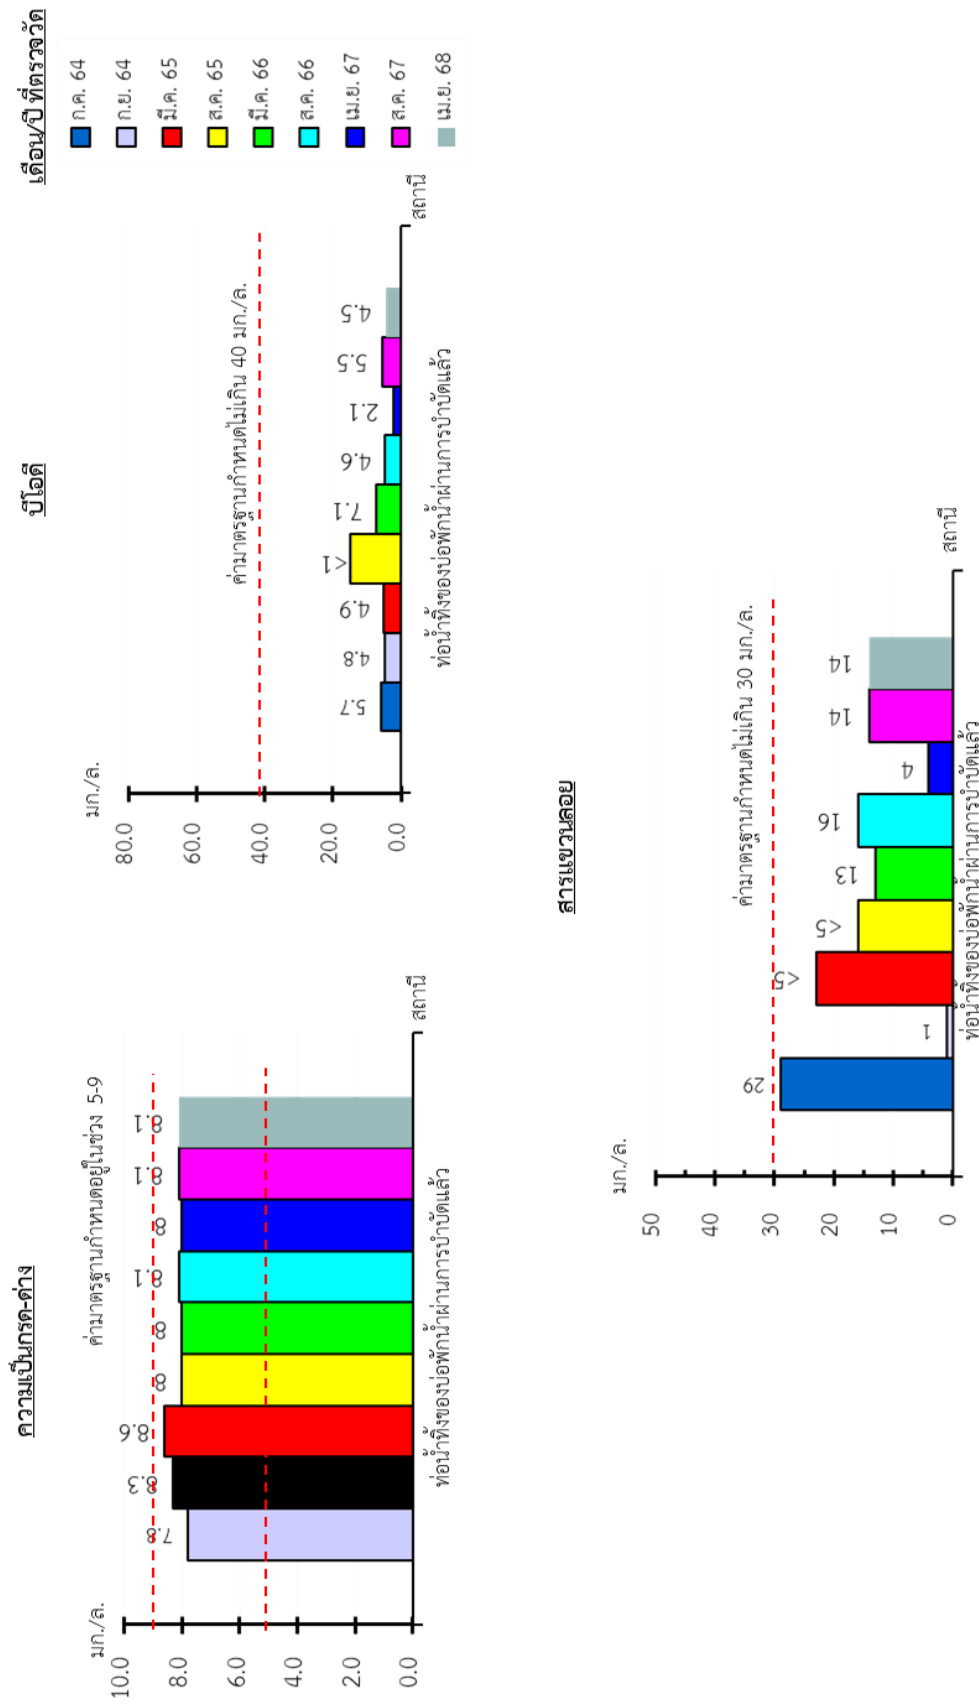 ความเป็นกรด-ด่าง
มก./ล.
ค่ามาตรฐานกำหนดอยู่ในช่วง 5-9
10.0
8.0
6.0
4.0
2.0
0.0
7.8
8.3
8.6
8
8
8.1
8
8.1
8.1
สถานี
ท่อน้ำทิ้งของบ่อพักน้ำผ่านการบำบัดแล้ว
บีโอดี
มก./ล.
ค่ามาตรฐานกำหนดไม่เกิน 40 มก./ล.
80.0
60.0
40.0
20.0
0.0
5.7
4.8
4.9
<1
7.1
4.6
2.1
5.5
4.5
สถานี
ท่อน้ำทิ้งของบ่อพักน้ำผ่านการบำบัดแล้ว
เดือน/ปี ที่ตรวจวัด
ก.ค. 64
ก.ย. 64
มี.ค. 65
ส.ค. 65
มี.ค. 66
ส.ค. 66
เม.ย. 67
ส.ค. 67
เม.ย. 68
สารแขวนลอย
มก./ล.
ค่ามาตรฐานกำหนดไม่เกิน 30 มก./ล.
50
40
30
20
10
0
29
1
<5
<5
13
16
4
14
14
สถานี
ท่อน้ำทิ้งของบ่อพักน้ำผ่านการบำบัดแล้ว